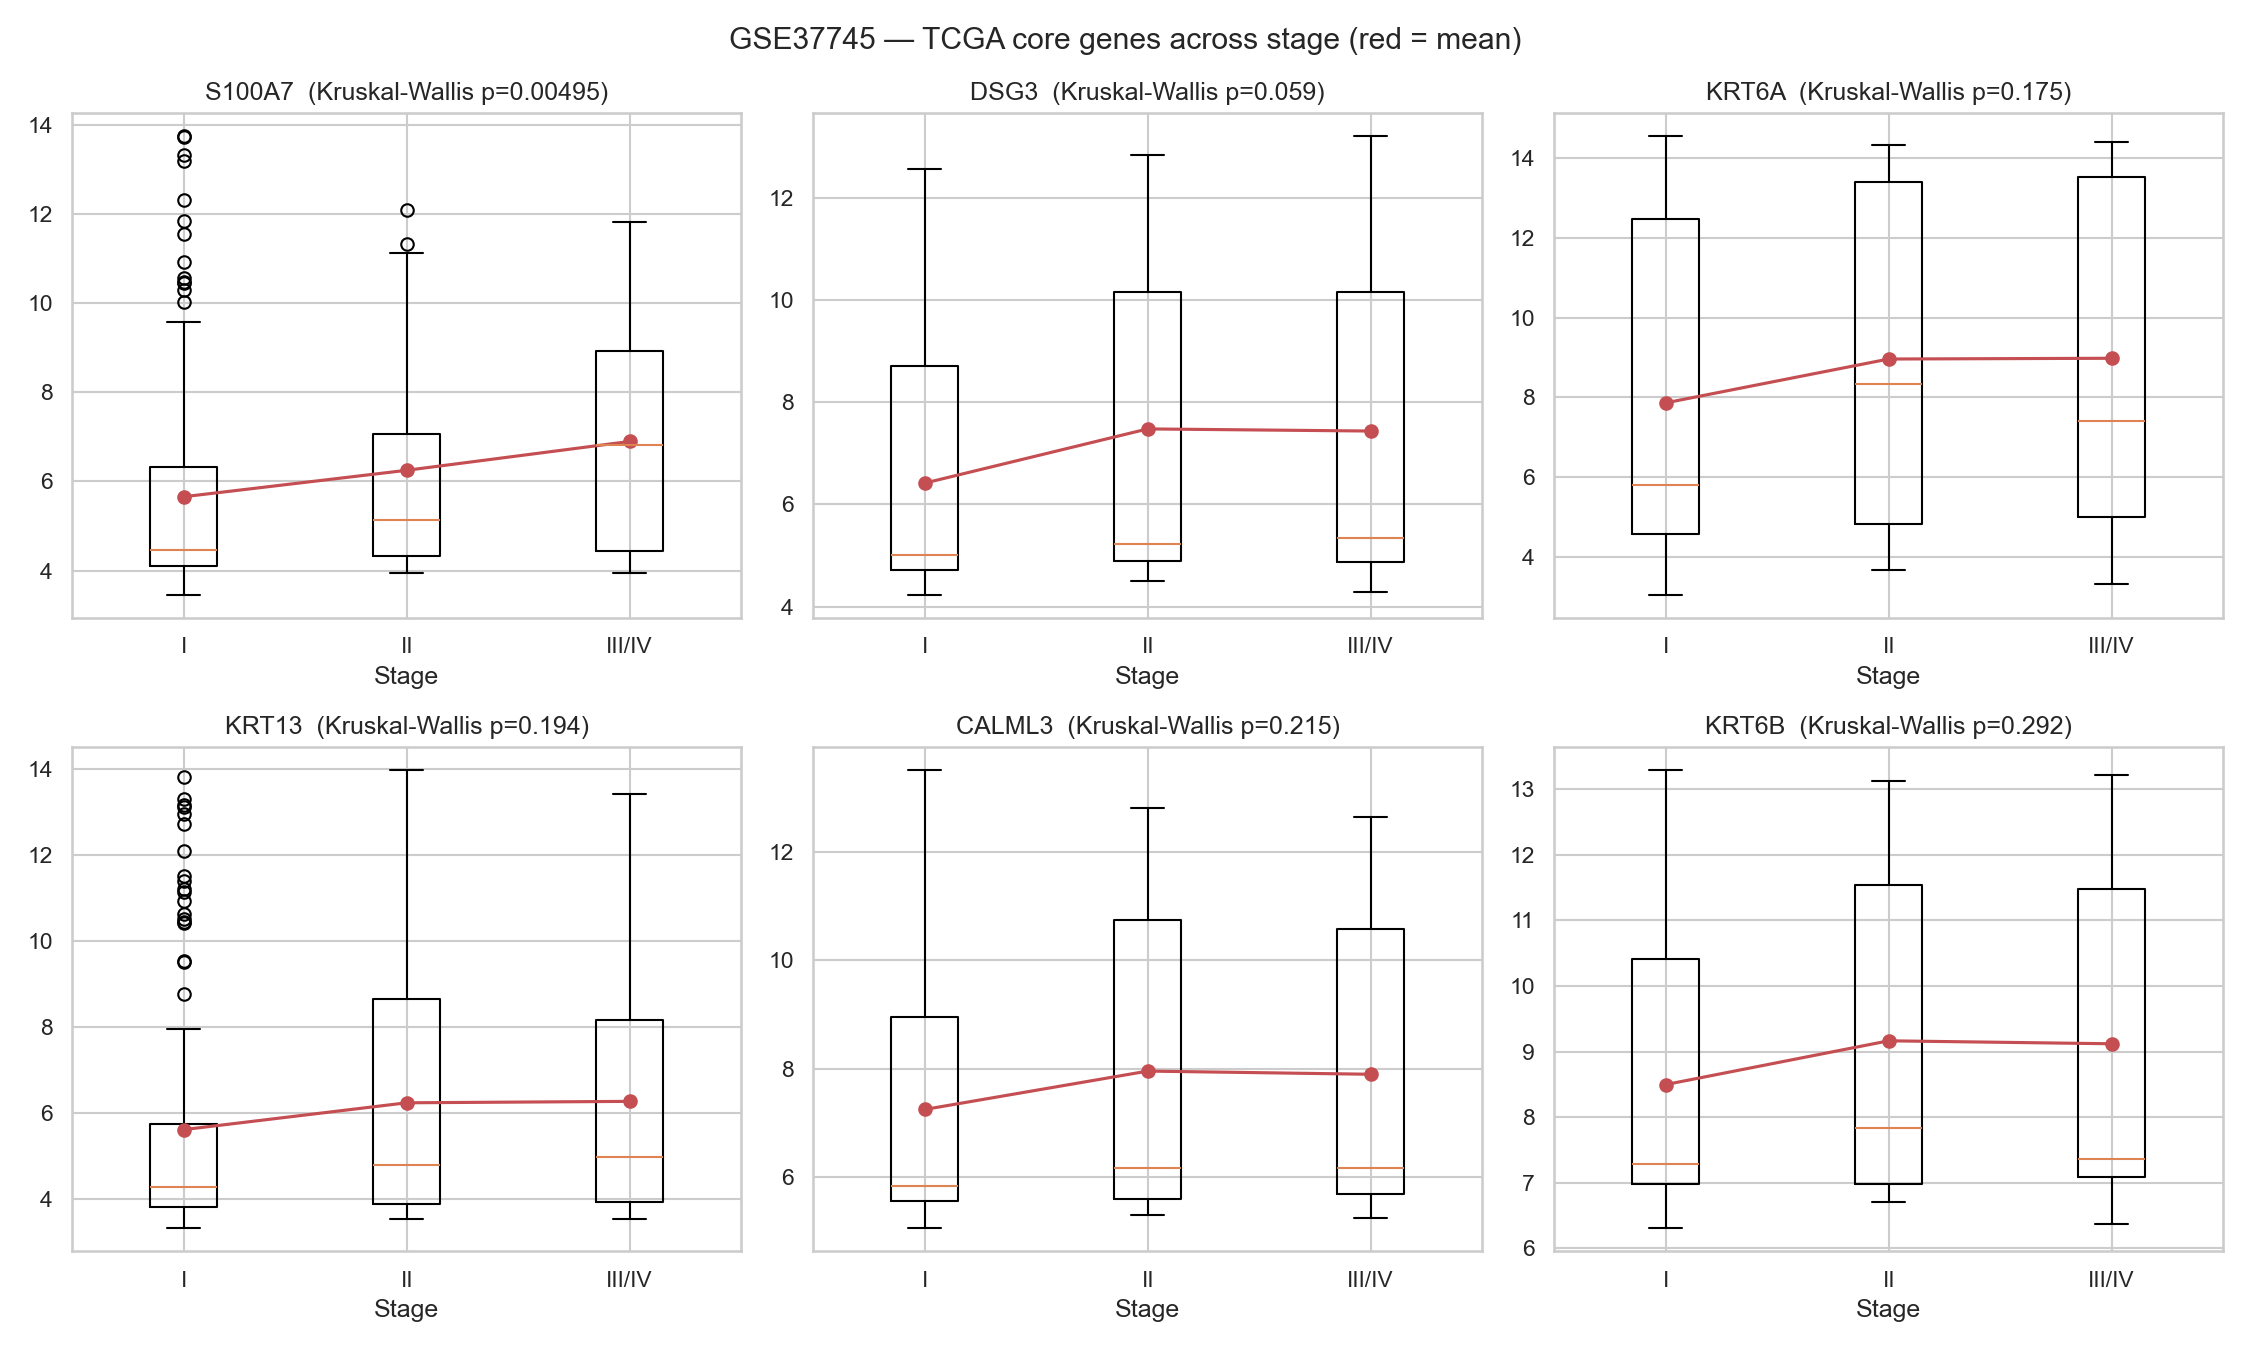 GSE37745 — TCGA core genes across stage (red = mean)
S100A7  (Kruskal-Wallis p=0.00495)
14
12
10
8
6
4
I
II
III/IV
Stage
DSG3  (Kruskal-Wallis p=0.059)
12
10
8
6
4
I
II
III/IV
Stage
KRT6A  (Kruskal-Wallis p=0.175)
14
12
10
8
6
4
I
II
III/IV
Stage
KRT13  (Kruskal-Wallis p=0.194)
14
12
10
8
6
4
I
II
III/IV
Stage
CALML3  (Kruskal-Wallis p=0.215)
12
10
8
6
I
II
III/IV
Stage
KRT6B  (Kruskal-Wallis p=0.292)
13
12
11
10
9
8
7
6
I
II
III/IV
Stage